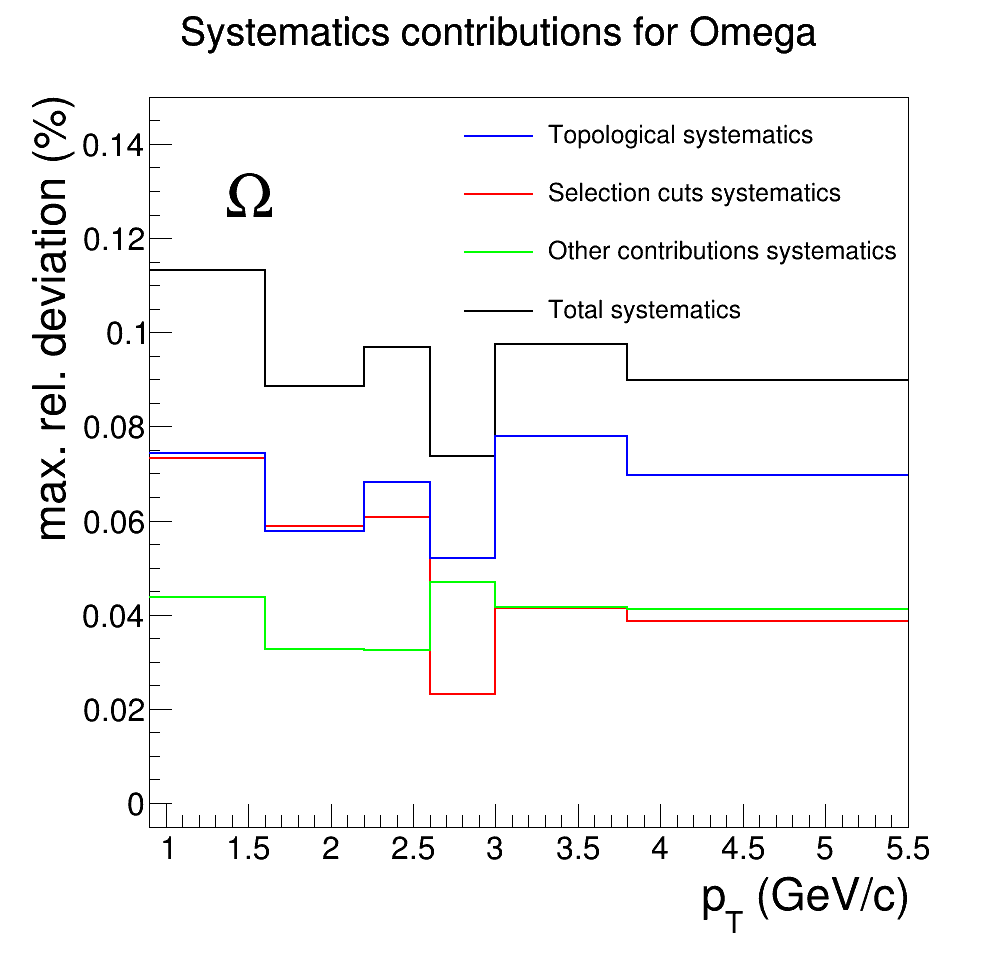 Systematics contributions for Omega
max. rel. deviation (%)
0.14
0.12
0.1
0.08
0.06
0.04
0.02
0
Ω
Topological systematics
Selection cuts systematics
Other contributions systematics
Total systematics
1 1.5 2 2.5 3 3.5 4 4.5 5 5.5
p_T (GeV/c)